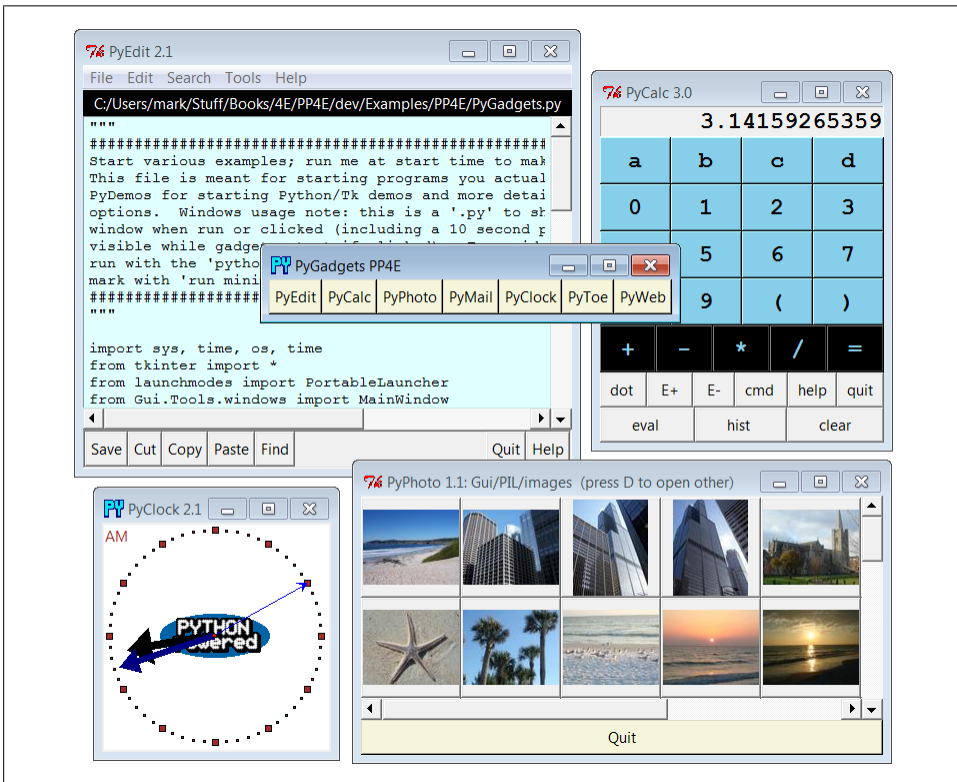 PyEdit 2.1
File Edit Search Tools Help
C:/Users/mark/Stuff/Books/4E/PP4E/dev/Examples/PP4E/PyGadgets.py
"""
##################################################
Start various examples; run me at start time to mak
This file is meant for starting programs you actual
PyDemos for starting Python/Tk demos and more detai
options.  Windows usage note: this is a '.py' to sh
window when run or clicked (including a 10 second p
visible while gadget
run with the 'pytho
mark with 'run mini
###################
"""
import sys, time, os, time
from tkinter import *
from launchmodes import PortableLauncher
from Gui.Tools.windows import MainWindow
Save Cut Copy Paste Find Quit Help
PyCalc 3.0
3.14159265359
a b c d
0 1 2 3
5 6 7
9 ( )
+ - * / =
dot E+ E- cmd help quit
eval hist clear
PY PyGadgets PP4E
PyEdit PyCalc PyPhoto PyMail PyClock PyToe PyWeb
PY PyClock 2.1
AM
PYTHON
Powered
PyPhoto 1.1: Gui/PIL/images (press D to open other)
Quit